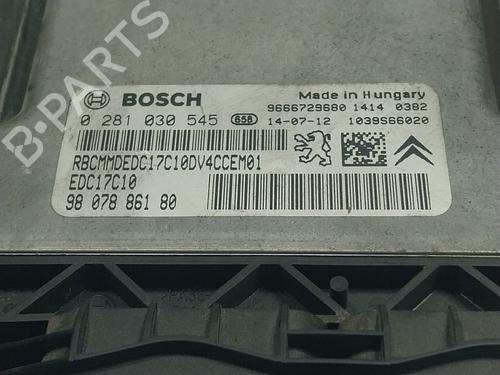 B-PARTS
BOSCH
Made in Hungary
9666729680 1414 0382
0 281 030 545 658 14-07-12 1039S66020
RBCMMDEDC17C10DV4CCEM01
EDC17C10
98 078 861 80